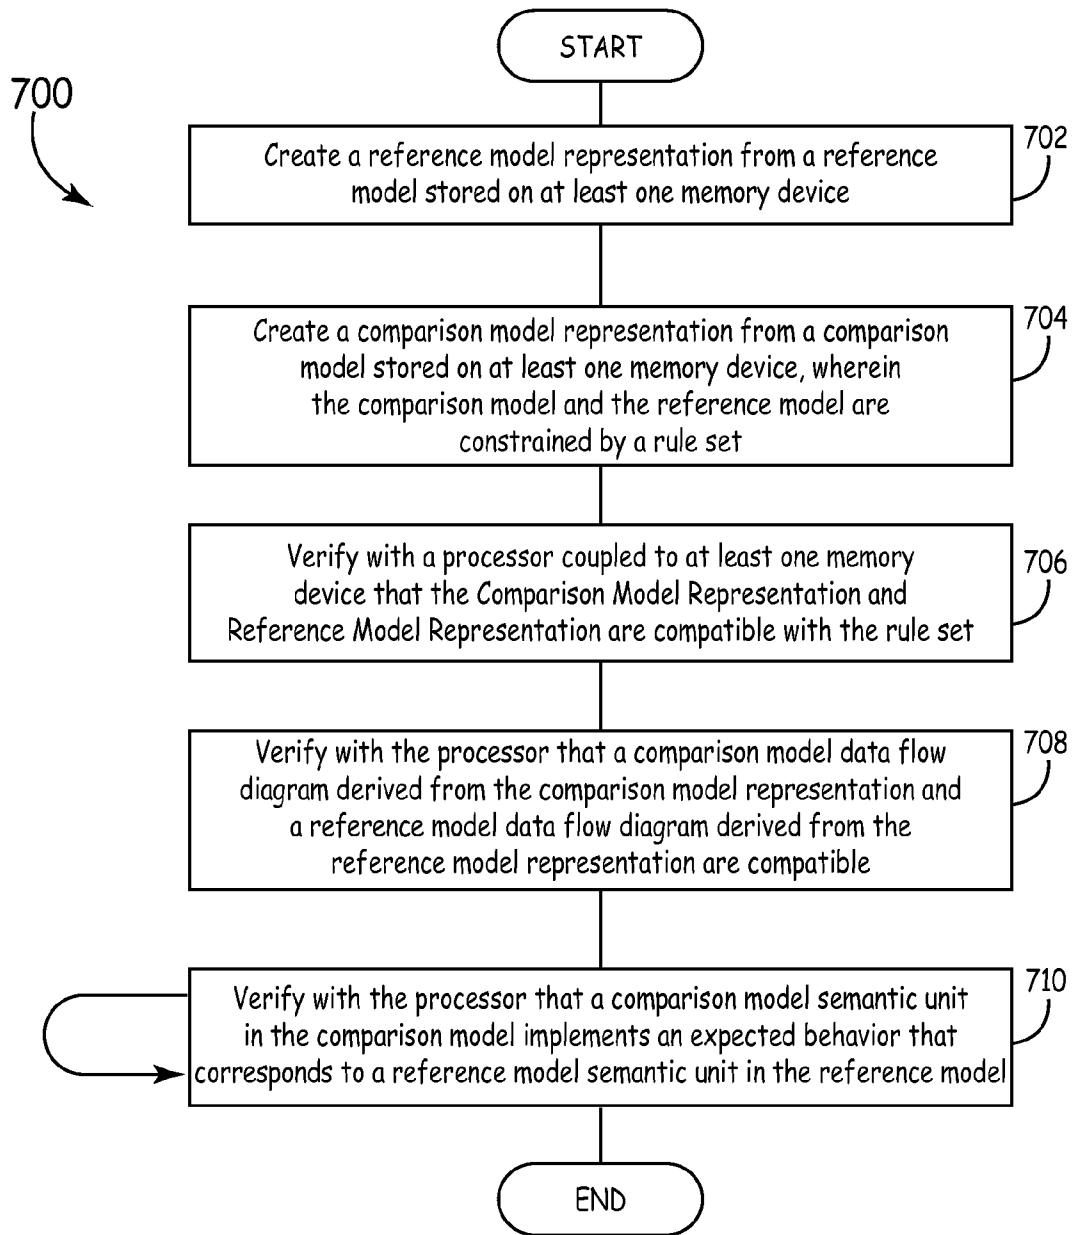 START
700
702
Create a reference model representation from a reference
model stored on at least one memory device
704
Create a comparison model representation from a comparison
model stored on at least one memory device, wherein
the comparison model and the reference model are
constrained by a rule set
706
Verify with a processor coupled to at least one memory
device that the Comparison Model Representation and
Reference Model Representation are compatible with the rule set
708
Verify with the processor that a comparison model data flow
diagram derived from the comparison model representation and
a reference model data flow diagram derived from the
reference model representation are compatible
710
Verify with the processor that a comparison model semantic unit
in the comparison model implements an expected behavior that
corresponds to a reference model semantic unit in the reference model
END